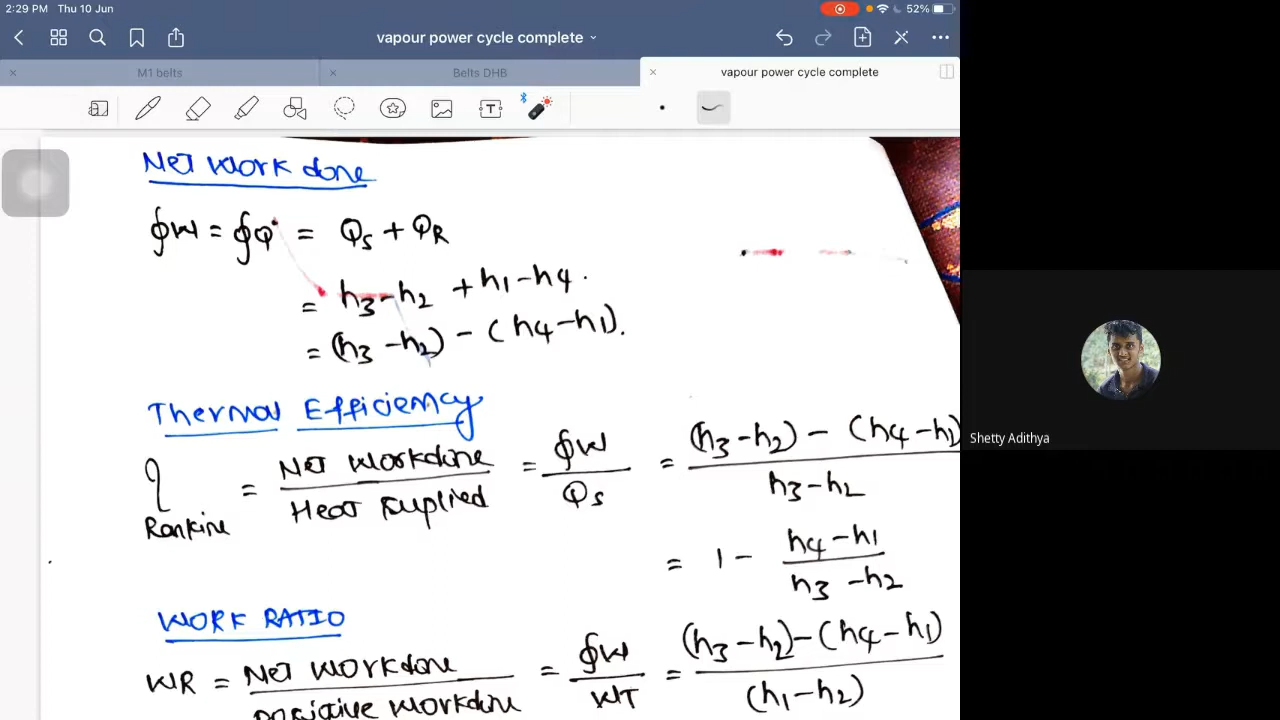 2:29 PM Thu 10 Jun
52%
vapour power cycle complete
M1 belts
Belts DHB
vapour power cycle complete
Net Work done
∮W = ∮Q = Qs + QR
= h3 - h2 + h1 - h4.
= (h3 - h2) - (h4 - h1).
Thermal Efficiency
η Rankine = Net Workdone / Heat Supplied = ∮W / Qs = (h3 - h2) - (h4 - h1) / h3 - h2
= 1 - h4 - h1 / h3 - h2
WORK RATIO
WR = Net Workdone / positive workdone = ∮W / WT = (h3 - h2) - (h4 - h1) / (h1 - h2)
Shetty Adithya